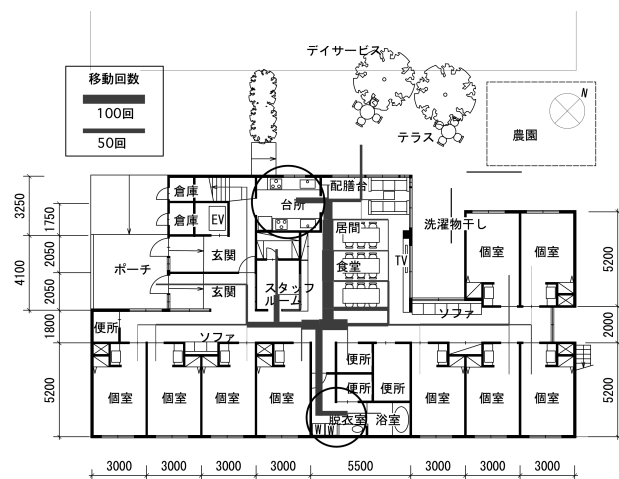 デイサービス
移動回数
100回
50回
N
テラス
農園
配膳台
倉庫
台所
倉庫
EV
居間
洗濯物干し
個室
個室
玄関
TV
食堂
ポーチ
玄関
スタッフ
ルーム
ソファ
便所
ソファ
便所
便所
便所
個室
個室
個室
個室
脱衣室
浴室
個室
個室
個室
W
W
3250
1750
4100
2050
2050
1800
5200
5200
2000
5200
3000
3000
3000
3000
5500
3000
3000
3000